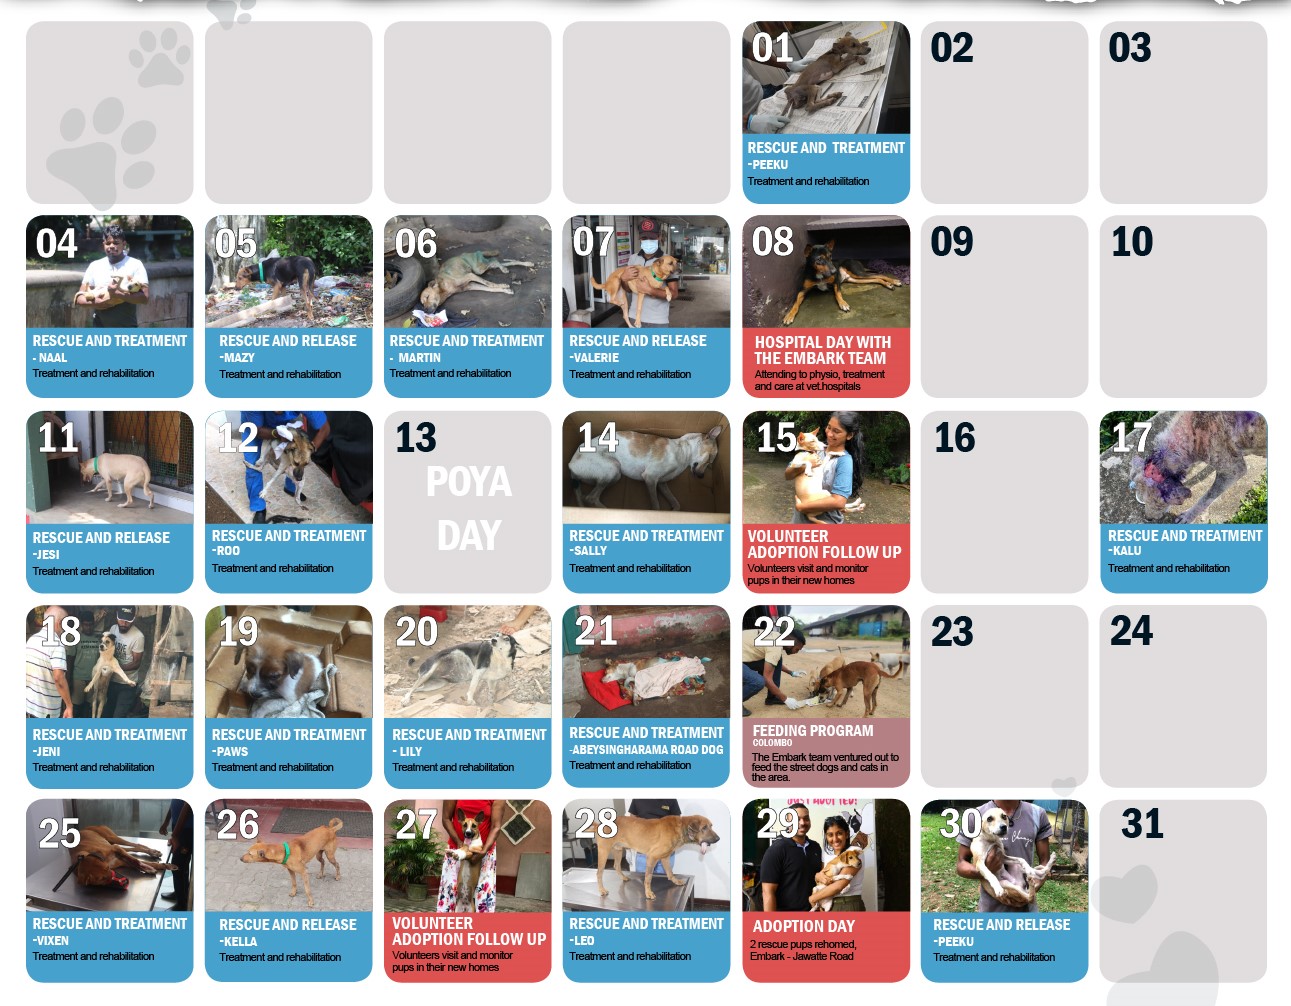 01
RESCUE AND TREATMENT
-PEEKU
Treatment and rehabilitation
02
03
04
RESCUE AND TREATMENT
- NAAL
Treatment and rehabilitation
05
RESCUE AND RELEASE
-MAZY
Treatment and rehabilitation
06
RESCUE AND TREATMENT
- MARTIN
Treatment and rehabilitation
07
RESCUE AND RELEASE
-VALERIE
Treatment and rehabilitation
08
HOSPITAL DAY WITH
THE EMBARK TEAM
Attending to physio, treatment
and care at vet.hospitals
09
10
11
RESCUE AND RELEASE
-JESI
Treatment and rehabilitation
12
RESCUE AND TREATMENT
-ROO
Treatment and rehabilitation
13
POYA
DAY
14
RESCUE AND TREATMENT
-SALLY
Treatment and rehabilitation
15
VOLUNTEER
ADOPTION FOLLOW UP
Volunteers visit and monitor
pups in their new homes
16
17
RESCUE AND TREATMENT
-KALU
Treatment and rehabilitation
18
RESCUE AND TREATMENT
-JENI
Treatment and rehabilitation
19
RESCUE AND TREATMENT
-PAWS
Treatment and rehabilitation
20
RESCUE AND TREATMENT
- LILY
Treatment and rehabilitation
21
RESCUE AND TREATMENT
-ABEYSINGHARAMA ROAD DOG
Treatment and rehabilitation
22
FEEDING PROGRAM
COLOMBO
The Embark team ventured out to
feed the street dogs and cats in
the area.
23
24
25
RESCUE AND TREATMENT
-VIXEN
Treatment and rehabilitation
26
RESCUE AND RELEASE
-KELLA
Treatment and rehabilitation
27
VOLUNTEER
ADOPTION FOLLOW UP
Volunteers visit and monitor
pups in their new homes
28
RESCUE AND TREATMENT
-LEO
Treatment and rehabilitation
JUST ADOPTED!
29
ADOPTION DAY
2 rescue pups rehomed,
Embark - Jawatte Road
30
RESCUE AND RELEASE
-PEEKU
Treatment and rehabilitation
31